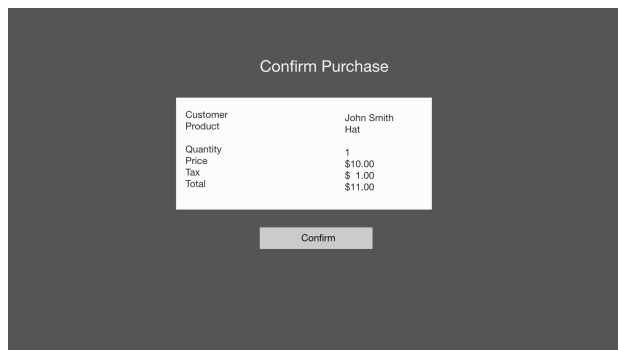 Confirm Purchase
Customer John Smith
Product Hat
Quantity 1
Price $10.00
Tax $ 1.00
Total $11.00
Confirm